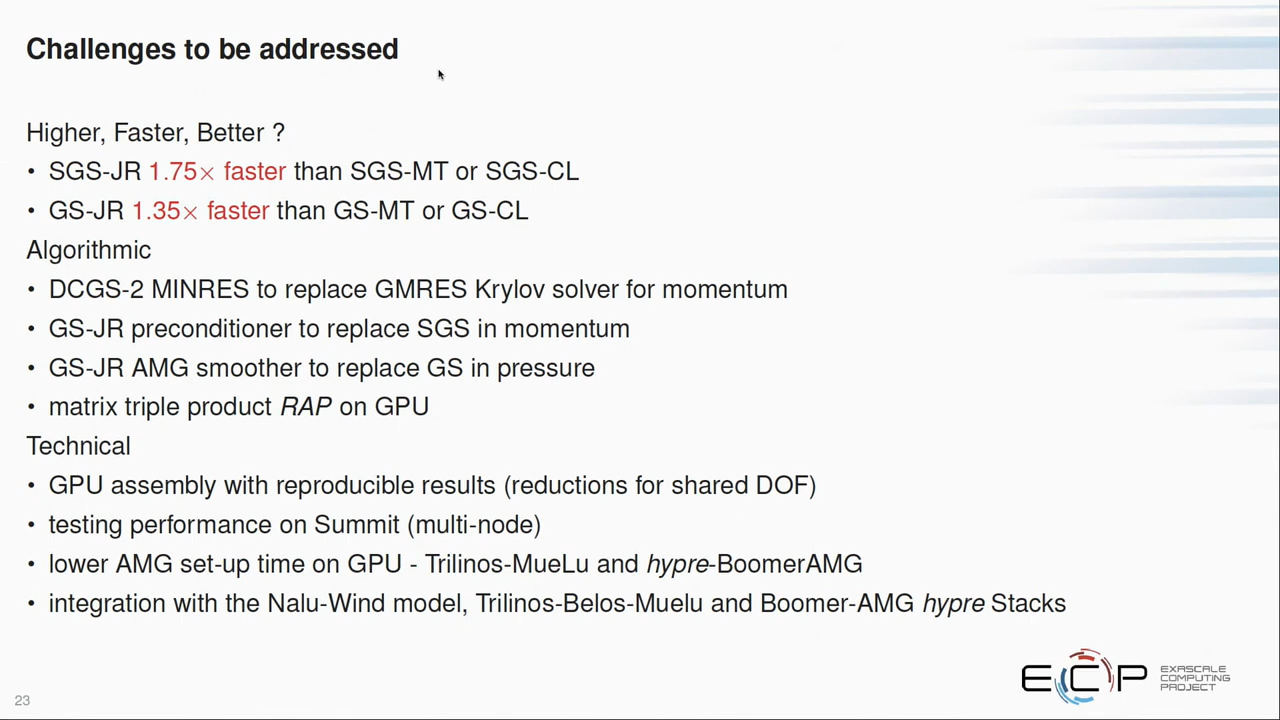 Challenges to be addressed
Higher, Faster, Better ?
• SGS-JR 1.75× faster than SGS-MT or SGS-CL
• GS-JR 1.35× faster than GS-MT or GS-CL
Algorithmic
• DCGS-2 MINRES to replace GMRES Krylov solver for momentum
• GS-JR preconditioner to replace SGS in momentum
• GS-JR AMG smoother to replace GS in pressure
• matrix triple product RAP on GPU
Technical
• GPU assembly with reproducible results (reductions for shared DOF)
• testing performance on Summit (multi-node)
• lower AMG set-up time on GPU - Trilinos-MueLu and hypre-BoomerAMG
• integration with the Nalu-Wind model, Trilinos-Belos-Muelu and Boomer-AMG hypre Stacks
ECP
EXASCALE
COMPUTING
PROJECT
23